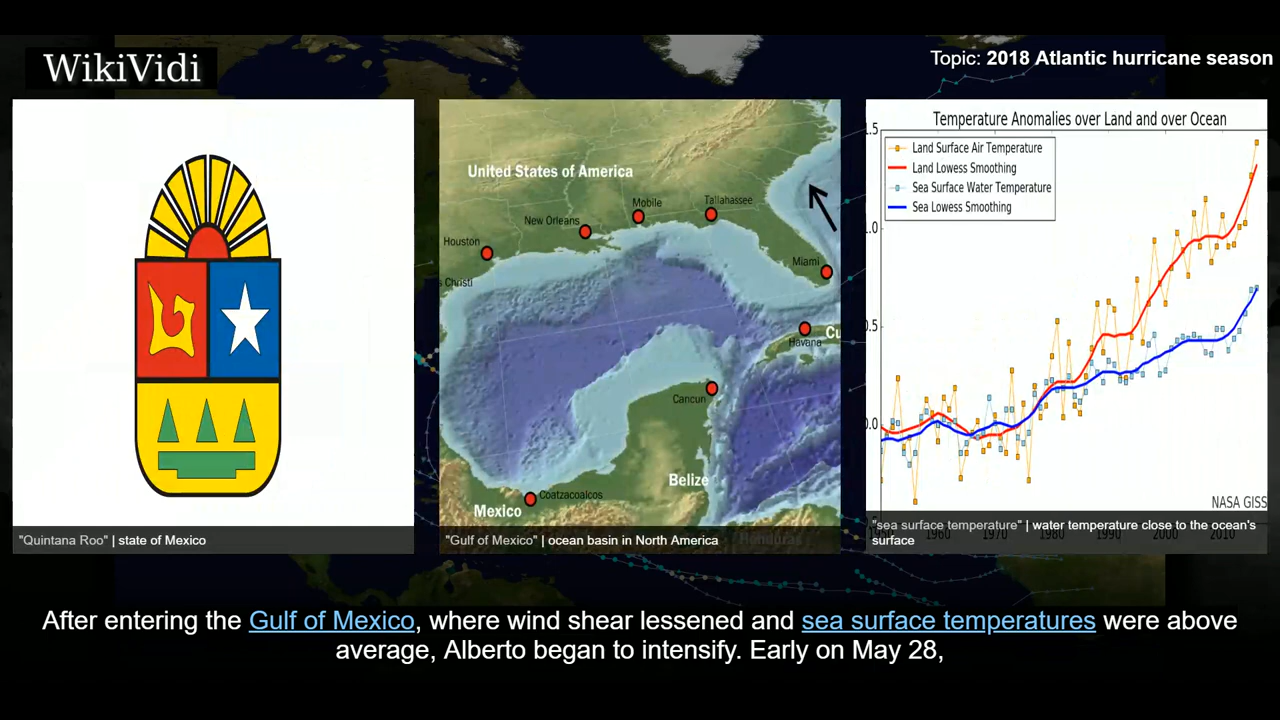 WikiVidi
Topic: 2018 Atlantic hurricane season
"Quintana Roo" | state of Mexico
United States of America
Mobile
Tallahassee
New Orleans
Houston
s Christi
Miami
Havana
Cu
Cancun
Belize
Coatzacoalcos
Mexico
Honduras
"Gulf of Mexico" | ocean basin in North America
Temperature Anomalies over Land and over Ocean
.5
Land Surface Air Temperature
Land Lowess Smoothing
Sea Surface Water Temperature
Sea Lowess Smoothing
1.0
0.5
0.0
NASA GISS
1960 1970 1980 1990 2000 2010
"sea surface temperature" | water temperature close to the ocean's
surface
After entering the Gulf of Mexico, where wind shear lessened and sea surface temperatures were above
average, Alberto began to intensify. Early on May 28,